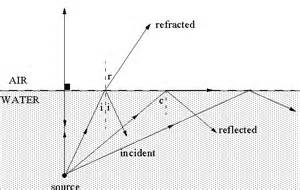 refracted
r
AIR
WATER
i
i
c
incident
reflected
source